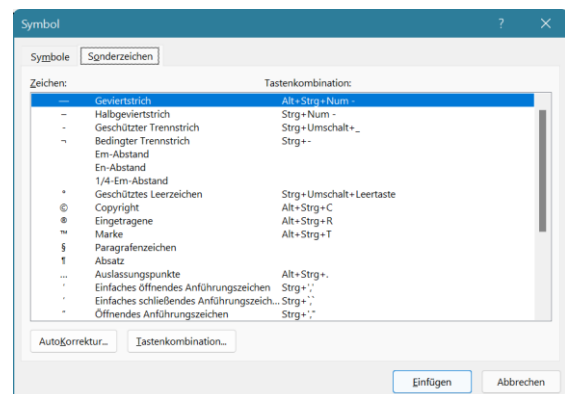 Symbol ? ×
Symbole Sonderzeichen
Zeichen: Tastenkombination:
— Geviertstrich Alt+Strg+Num -
– Halbgeviertstrich Strg+Num -
- Geschützter Trennstrich Strg+Umschalt+_
¬ Bedingter Trennstrich Strg+-
Em-Abstand
En-Abstand
1/4-Em-Abstand
° Geschütztes Leerzeichen Strg+Umschalt+Leertaste
© Copyright Alt+Strg+C
® Eingetragene Alt+Strg+R
™ Marke Alt+Strg+T
§ Paragrafenzeichen
¶ Absatz
... Auslassungspunkte Alt+Strg+.
‘ Einfaches öffnendes Anführungszeichen Strg+','
’ Einfaches schließendes Anführungszeich... Strg+','
“ Öffnendes Anführungszeichen Strg+',"
AutoKorrektur... Tastenkombination...
Einfügen Abbrechen